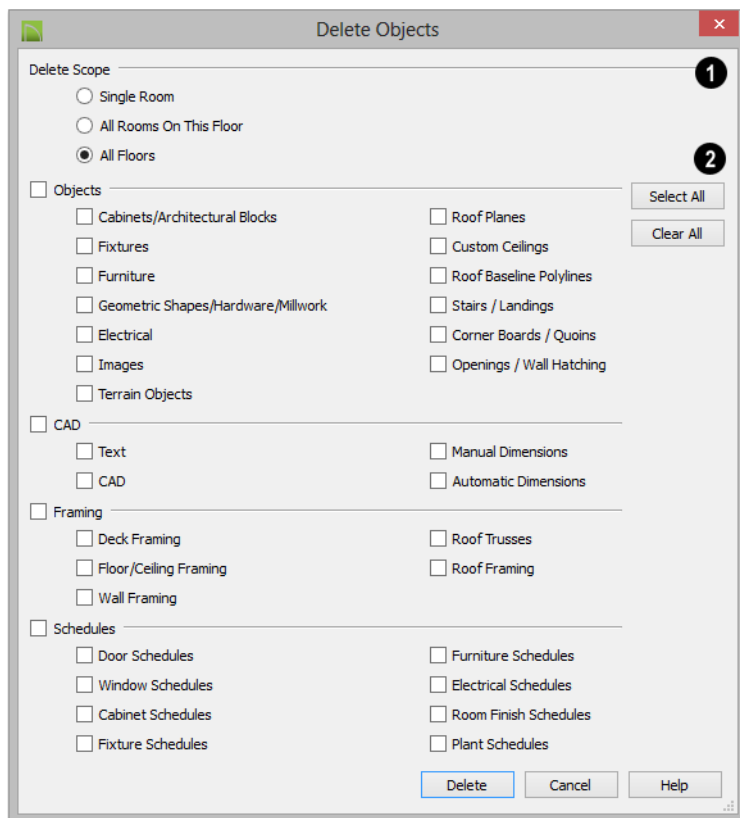 Delete Objects
×
Delete Scope
1
Single Room
All Rooms On This Floor
All Floors
2
Objects
Select All
Cabinets/Architectural Blocks
Roof Planes
Clear All
Fixtures
Custom Ceilings
Furniture
Roof Baseline Polylines
Geometric Shapes/Hardware/Millwork
Stairs / Landings
Electrical
Corner Boards / Quoins
Images
Openings / Wall Hatching
Terrain Objects
CAD
Text
Manual Dimensions
CAD
Automatic Dimensions
Framing
Deck Framing
Roof Trusses
Floor/Ceiling Framing
Roof Framing
Wall Framing
Schedules
Door Schedules
Furniture Schedules
Window Schedules
Electrical Schedules
Cabinet Schedules
Room Finish Schedules
Fixture Schedules
Plant Schedules
Delete
Cancel
Help